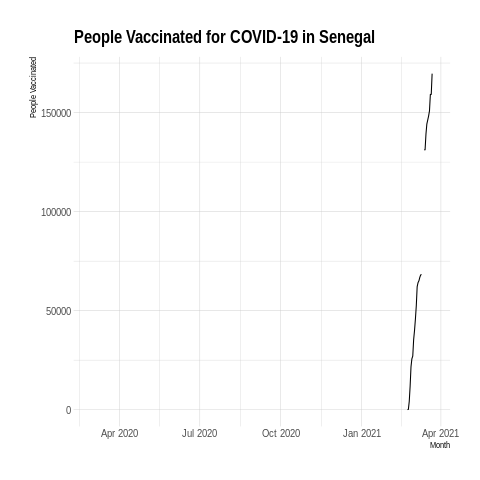 People Vaccinated for COVID-19 in Senegal
People Vaccinated
150000
100000
50000
0
Apr 2020 Jul 2020 Oct 2020 Jan 2021 Apr 2021
Month